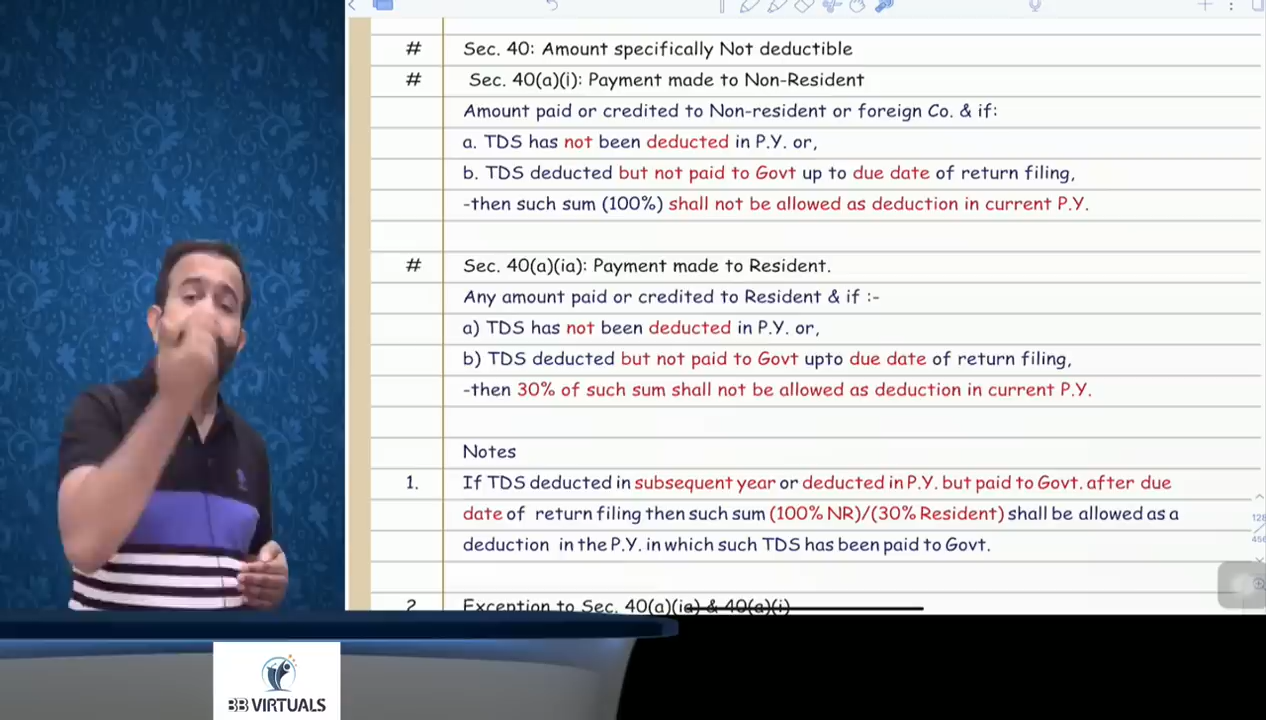 # Sec. 40: Amount specifically Not deductible
# Sec. 40(a)(i): Payment made to Non-Resident
Amount paid or credited to Non-resident or foreign Co. & if:
a. TDS has not been deducted in P.Y. or,
b. TDS deducted but not paid to Govt up to due date of return filing,
-then such sum (100%) shall not be allowed as deduction in current P.Y.
# Sec. 40(a)(ia): Payment made to Resident.
Any amount paid or credited to Resident & if :-
a) TDS has not been deducted in P.Y. or,
b) TDS deducted but not paid to Govt upto due date of return filing,
-then 30% of such sum shall not be allowed as deduction in current P.Y.
Notes
1. If TDS deducted in subsequent year or deducted in P.Y. but paid to Govt. after due
date of return filing then such sum (100% NR)/(30% Resident) shall be allowed as a
deduction in the P.Y. in which such TDS has been paid to Govt.
2 Exception to Sec. 40(a)(ia) & 40(a)(i)
BB VIRTUALS